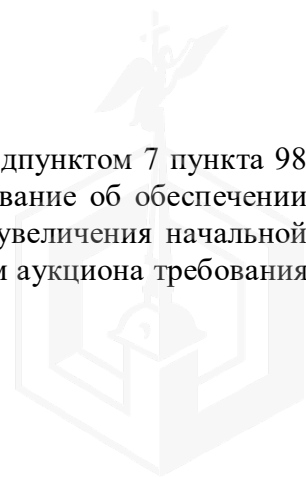 дпунктом 7 пункта 98
вание об обеспечении
увеличения начальной
м аукциона требования